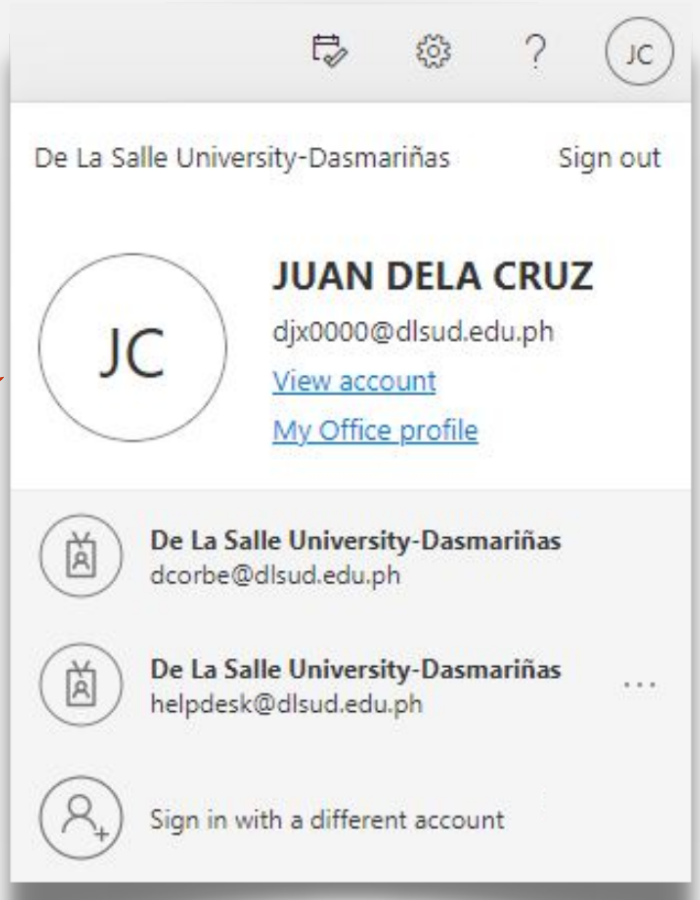 JC
De La Salle University-Dasmariñas Sign out
JC
JUAN DELA CRUZ
djx0000@dlsud.edu.ph
View account
My Office profile
De La Salle University-Dasmariñas
dcorbe@dlsud.edu.ph
De La Salle University-Dasmariñas
helpdesk@dlsud.edu.ph
Sign in with a different account